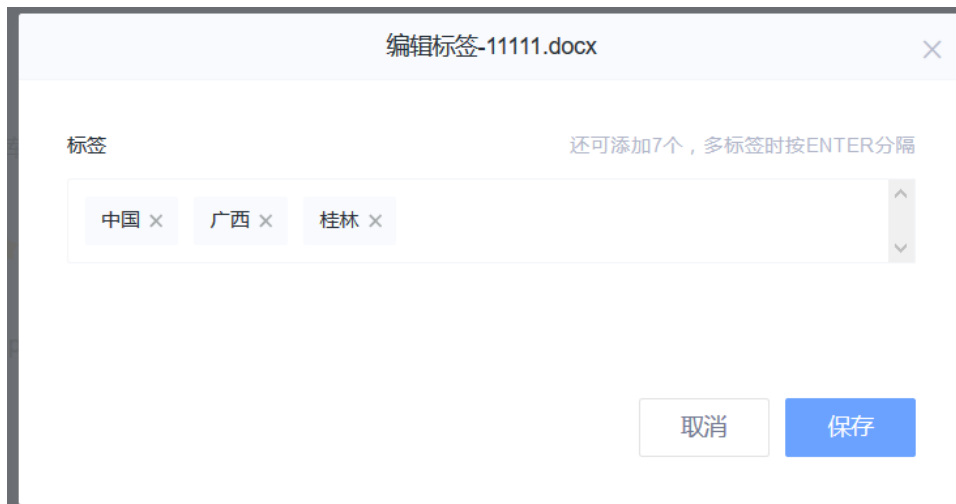 编辑标签-11111.docx
标签
还可添加7个，多标签时按ENTER分隔
中国 广西 桂林
取消 保存